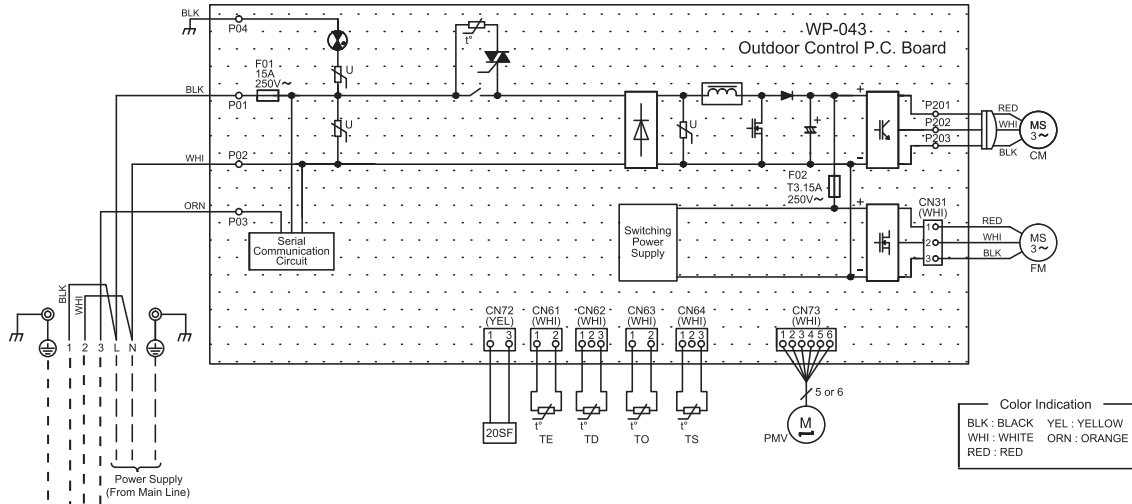 BLK
P04
WP-043
Outdoor Control P.C. Board
F01
15A
250V~
U
t°
BLK
P01
U
U
+
P201
RED
P202
WHI
P203
BLK
MS
3~
CM
WHI
P02
−
F02
T3.15A
250V~
ORN
P03
Serial
Communication
Circuit
Switching
Power
Supply
+
−
CN31
(WHI)
1
2
3
RED
WHI
BLK
MS
3~
FM
BLK
WHI
1 2 3 L N
Power Supply
(From Main Line)
CN72
(YEL)
1 3
20SF
CN61
(WHI)
1 2
t°
TE
CN62
(WHI)
1 2 3
t°
TD
CN63
(WHI)
1 2
t°
TO
CN64
(WHI)
1 2 3
t°
TS
CN73
(WHI)
1 2 3 4 5 6
5 or 6
M
PMV
Color Indication
BLK : BLACK YEL : YELLOW
WHI : WHITE ORN : ORANGE
RED : RED